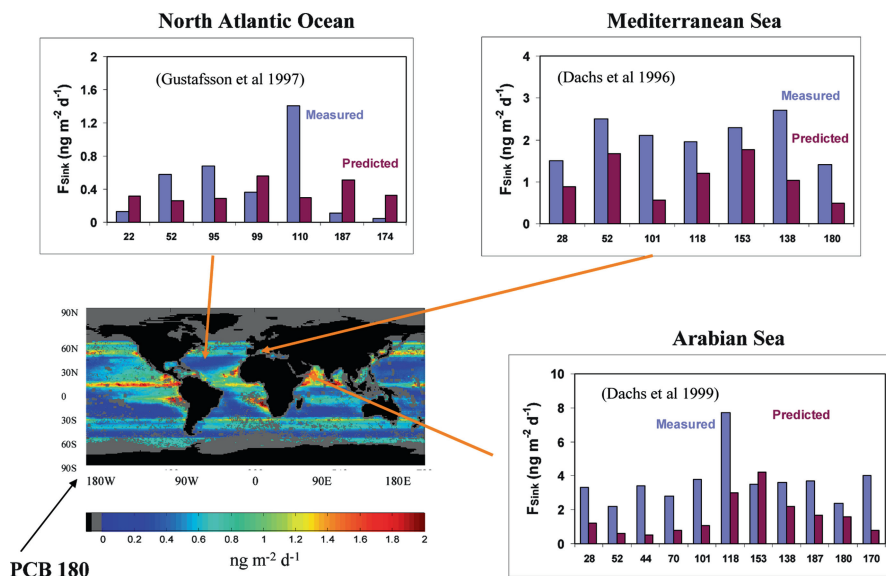 North Atlantic Ocean
2
1.6
1.2
0.8
0.4
0
FSink (ng m-2 d-1)
(Gustafsson et al 1997)
Measured
Predicted
22 52 95 99 110 187 174
Mediterranean Sea
4
3
2
1
0
FSink (ng m-2 d-1)
(Dachs et al 1996)
Measured
Predicted
28 52 101 118 153 138 180
90N
60N
30N
0
30S
60S
90S
180W 90W 0 90E 180E
0 0.2 0.4 0.6 0.8 1 1.2 1.4 1.6 1.8 2
ng m-2 d-1
PCB 180
Arabian Sea
10
8
6
4
2
0
FSink (ng m-2 d-1)
(Dachs et al 1999)
Measured Predicted
28 52 44 70 101 118 153 138 187 180 170